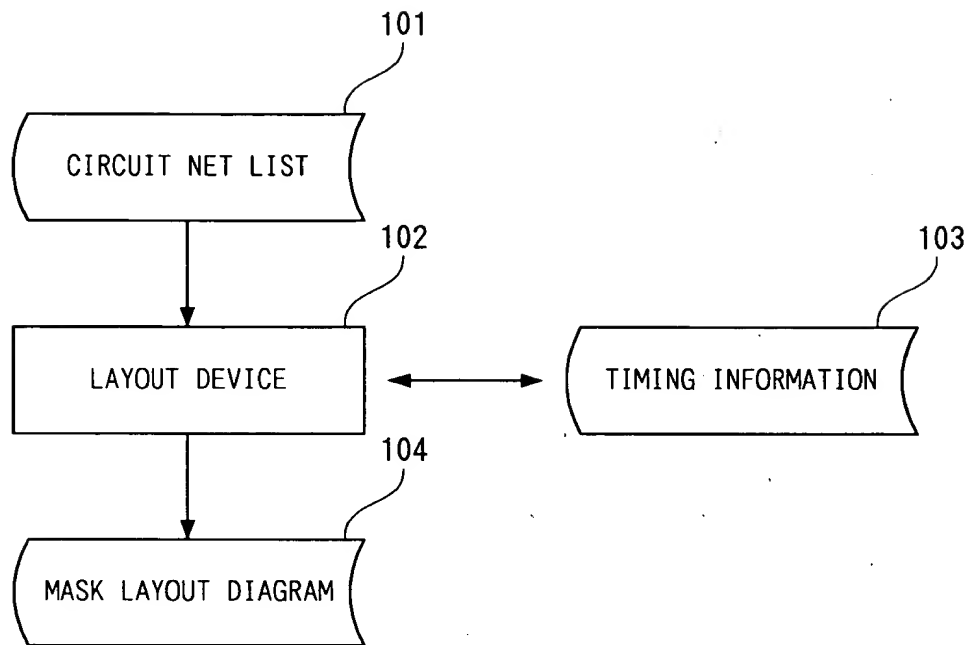 101
CIRCUIT NET LIST
102
103
LAYOUT DEVICE
TIMING INFORMATION
104
MASK LAYOUT DIAGRAM